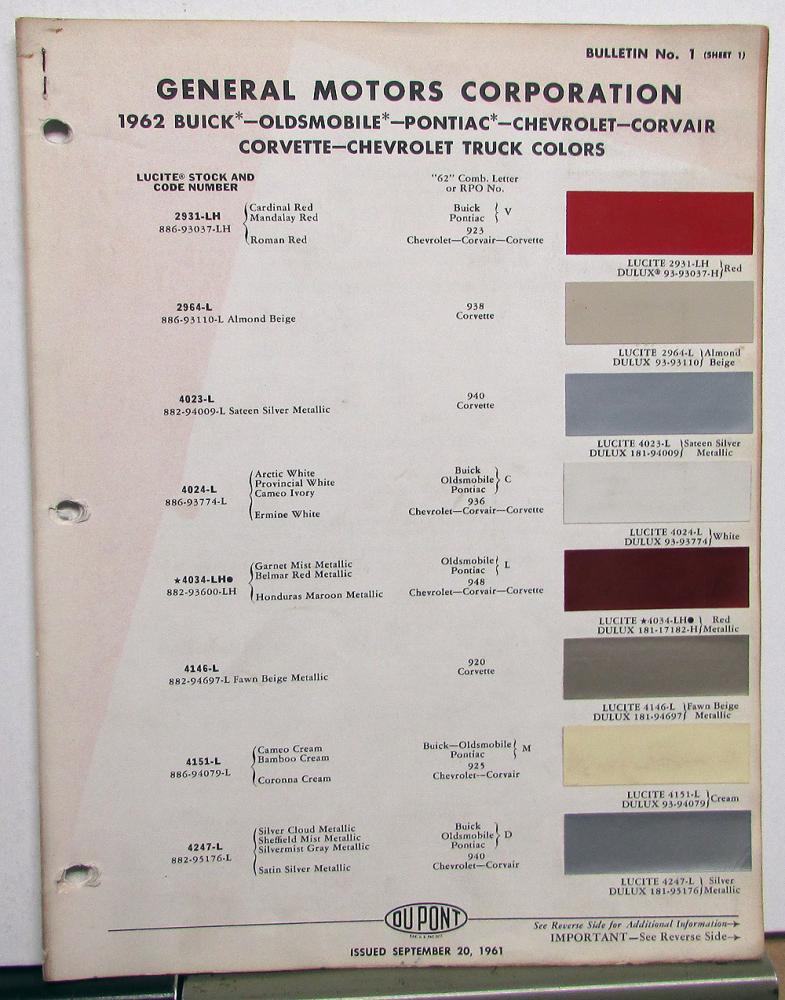 BULLETIN No. 1 (SHEET 1)
GENERAL MOTORS CORPORATION
1962 BUICK*—OLDSMOBILE*—PONTIAC*—CHEVROLET—CORVAIR
CORVETTE—CHEVROLET TRUCK COLORS
LUCITE® STOCK AND
CODE NUMBER
"62" Comb. Letter
or RPO No.
2931-LH
886-93037-LH
Cardinal Red
Mandalay Red
Roman Red
Buick
Pontiac
V
923
Chevrolet—Corvair—Corvette
LUCITE 2931-LH
DULUX® 93-93037-H
Red
2964-L
886-93110-L Almond Beige
938
Corvette
LUCITE 2964-L
DULUX 93-93110
Almond
Beige
4023-L
882-94009-L Sateen Silver Metallic
940
Corvette
LUCITE 4023-L
DULUX 181-94009
Sateen Silver
Metallic
4024-L
886-93774-L
Arctic White
Provincial White
Cameo Ivory
Ermine White
Buick
Oldsmobile
Pontiac
C
936
Chevrolet—Corvair—Corvette
LUCITE 4024-L
DULUX 93-93774
White
★4034-LH●
882-93600-LH
Garnet Mist Metallic
Belmar Red Metallic
Honduras Maroon Metallic
Oldsmobile
Pontiac
L
948
Chevrolet—Corvair—Corvette
LUCITE ★4034-LH●
DULUX 181-17182-H
Red
Metallic
4146-L
882-94697-L Fawn Beige Metallic
920
Corvette
LUCITE 4146-L
DULUX 181-94697
Fawn Beige
Metallic
4151-L
886-94079-L
Cameo Cream
Bamboo Cream
Coronna Cream
Buick—Oldsmobile
Pontiac
M
925
Chevrolet—Corvair
LUCITE 4151-L
DULUX 93-94079
Cream
4247-L
882-95176-L
Silver Cloud Metallic
Sheffield Mist Metallic
Silvermist Gray Metallic
Satin Silver Metallic
Buick
Oldsmobile
Pontiac
D
940
Chevrolet—Corvair
LUCITE 4247-L
DULUX 181-95176
Silver
Metallic
DU PONT
See Reverse Side for Additional Information→
IMPORTANT—See Reverse Side→
ISSUED SEPTEMBER 20, 1961